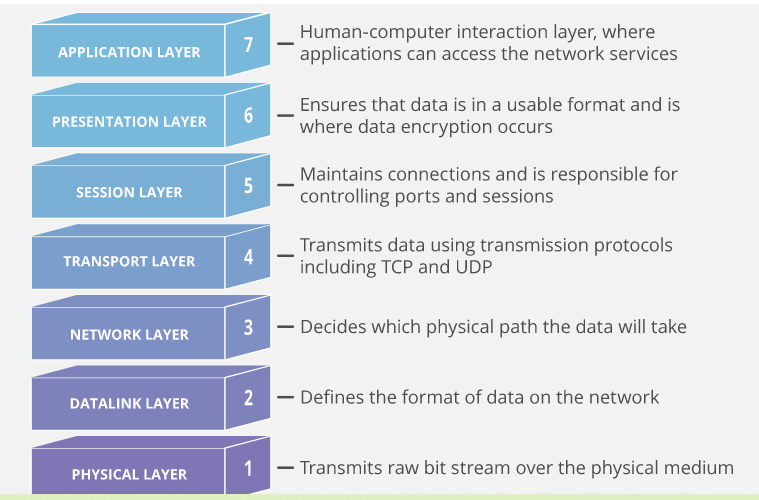 APPLICATION LAYER 7
Human-computer interaction layer, where
applications can access the network services
PRESENTATION LAYER 6
Ensures that data is in a usable format and is
where data encryption occurs
SESSION LAYER 5
Maintains connections and is responsible for
controlling ports and sessions
TRANSPORT LAYER 4
Transmits data using transmission protocols
including TCP and UDP
NETWORK LAYER 3
Decides which physical path the data will take
DATALINK LAYER 2
Defines the format of data on the network
PHYSICAL LAYER 1
Transmits raw bit stream over the physical medium